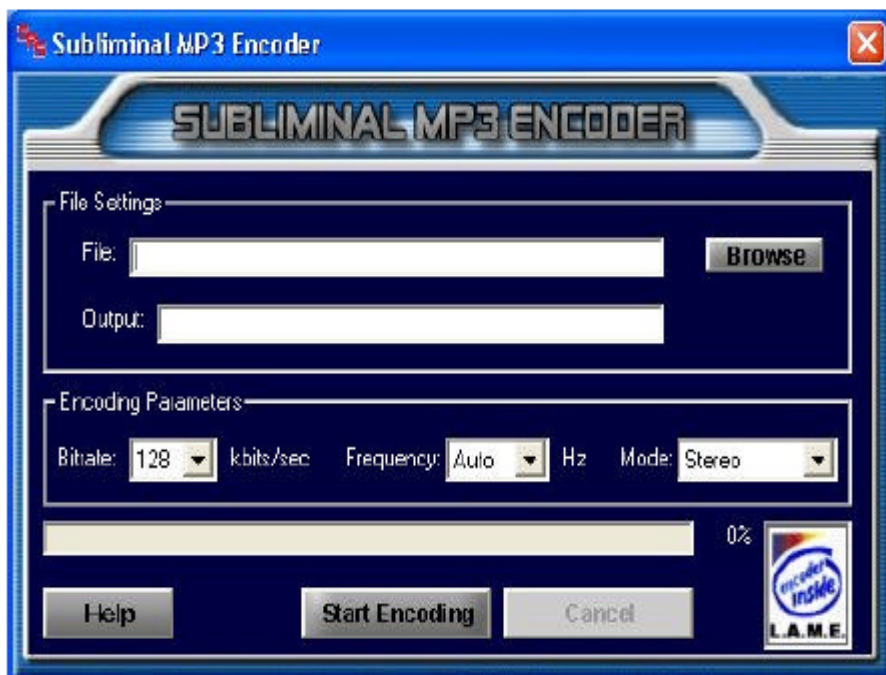 Subliminal MP3 Encoder
SUBLIMINAL MP3 ENCODER
File Settings
File:
Browse
Output:
Encoding Parameters
Bitrate: 128 kbits/sec Frequency: Auto Hz Mode: Stereo
0%
encoder
inside
Help Start Encoding Cancel
L.A.M.E.